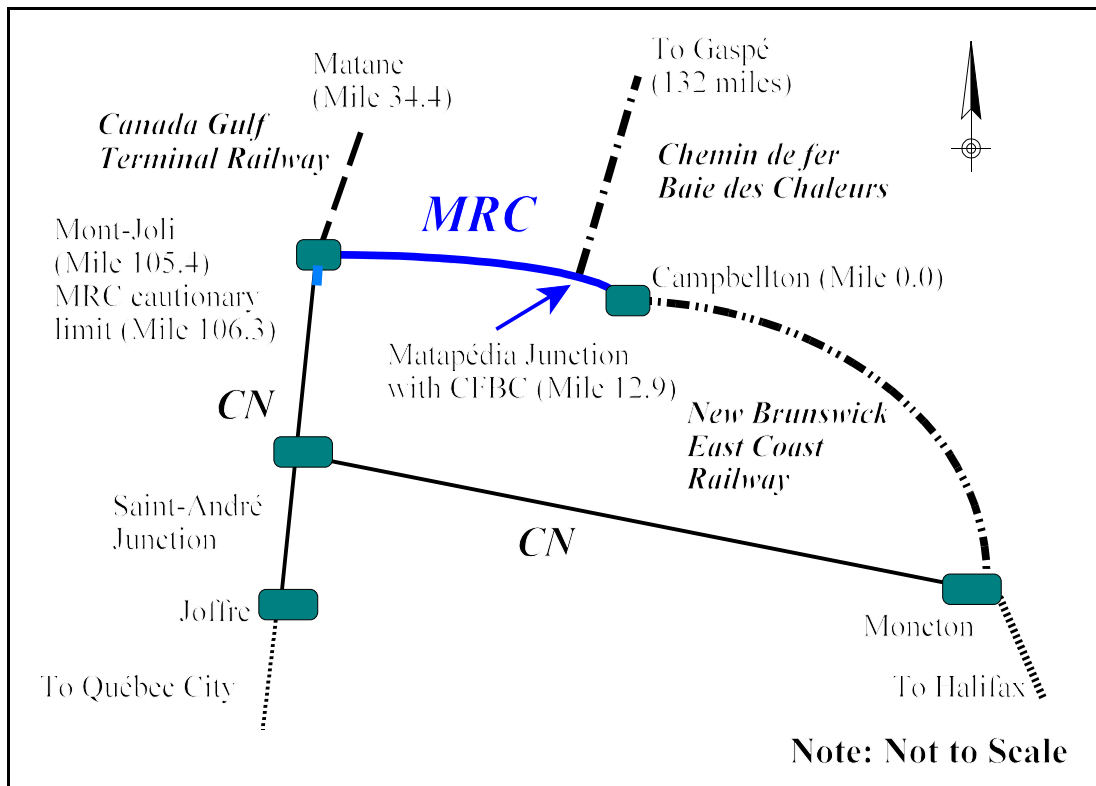 Matane
(Mile 34.4)
To Gaspé
(132 miles)
Canada Gulf
Terminal Railway
Chemin de fer
Baie des Chaleurs
MRC
Mont-Joli
(Mile 105.4)
MRC cautionary
limit (Mile 106.3)
Campbellton (Mile 0.0)
Matapédia Junction
with CFBC (Mile 12.9)
CN
New Brunswick
East Coast
Railway
Saint-André
Junction
CN
Joffre
Moncton
To Québec City
To Halifax
Note: Not to Scale